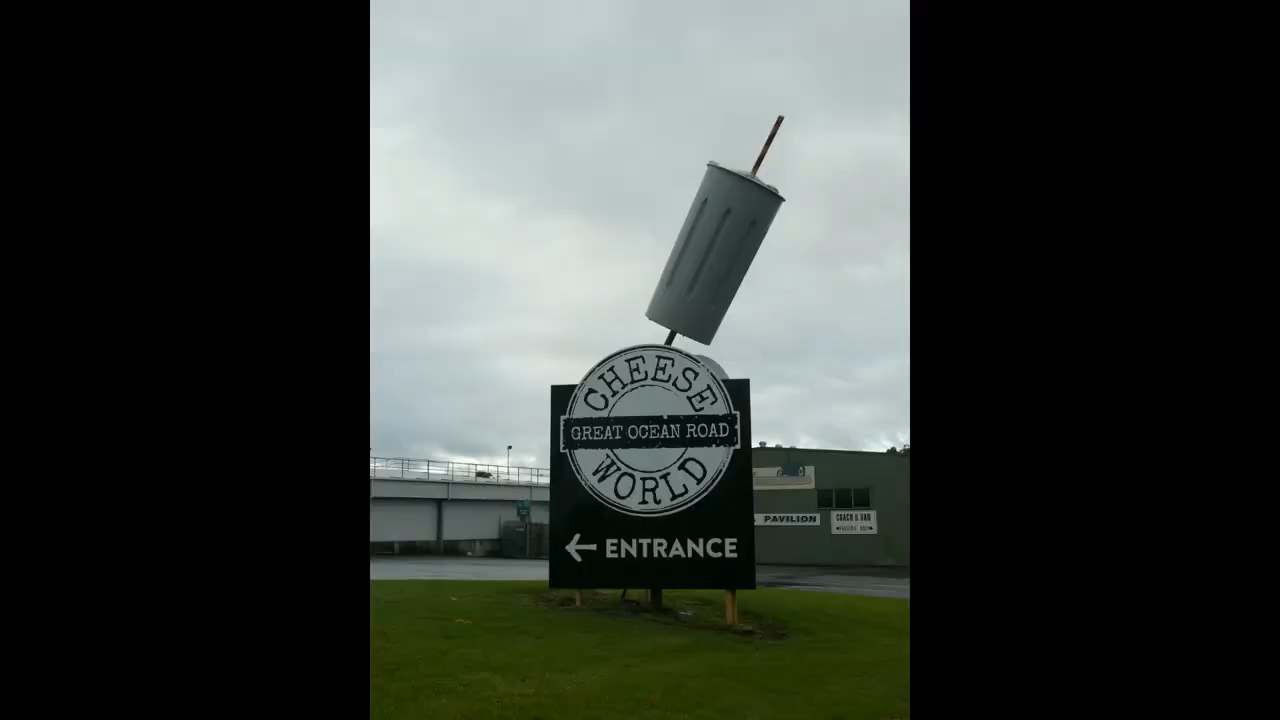 CHEESE
GREAT OCEAN ROAD
WORLD
← ENTRANCE
PAVILION
COACH & VAN